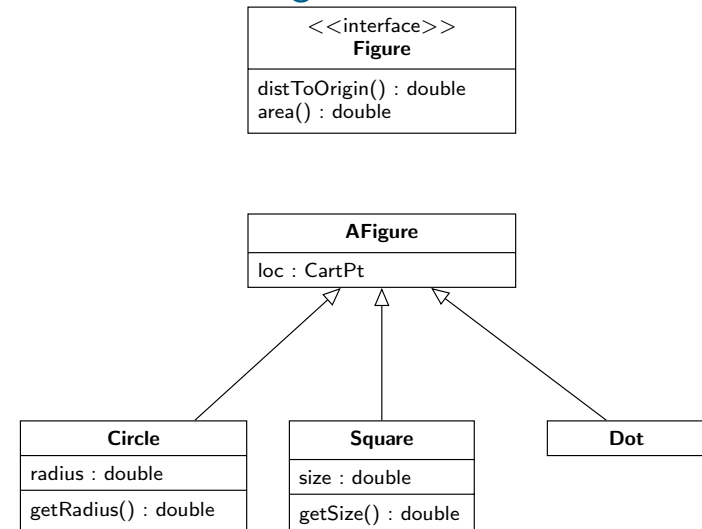 <<interface>>
Figure
distToOrigin() : double
area() : double
AFigure
loc : CartPt
Circle
radius : double
getRadius() : double
Square
size : double
getSize() : double
Dot